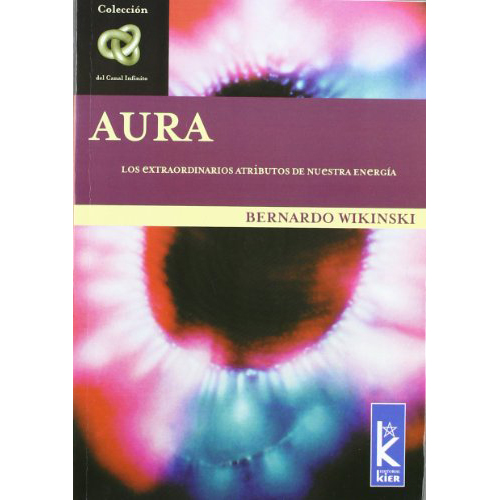 Colección
del Canal Infinito
AURA
LOS EXTRAORDINARIOS ATRIBUTOS DE NUESTRA ENERGÍA
BERNARDO WIKINSKI
EDITORIAL
kier